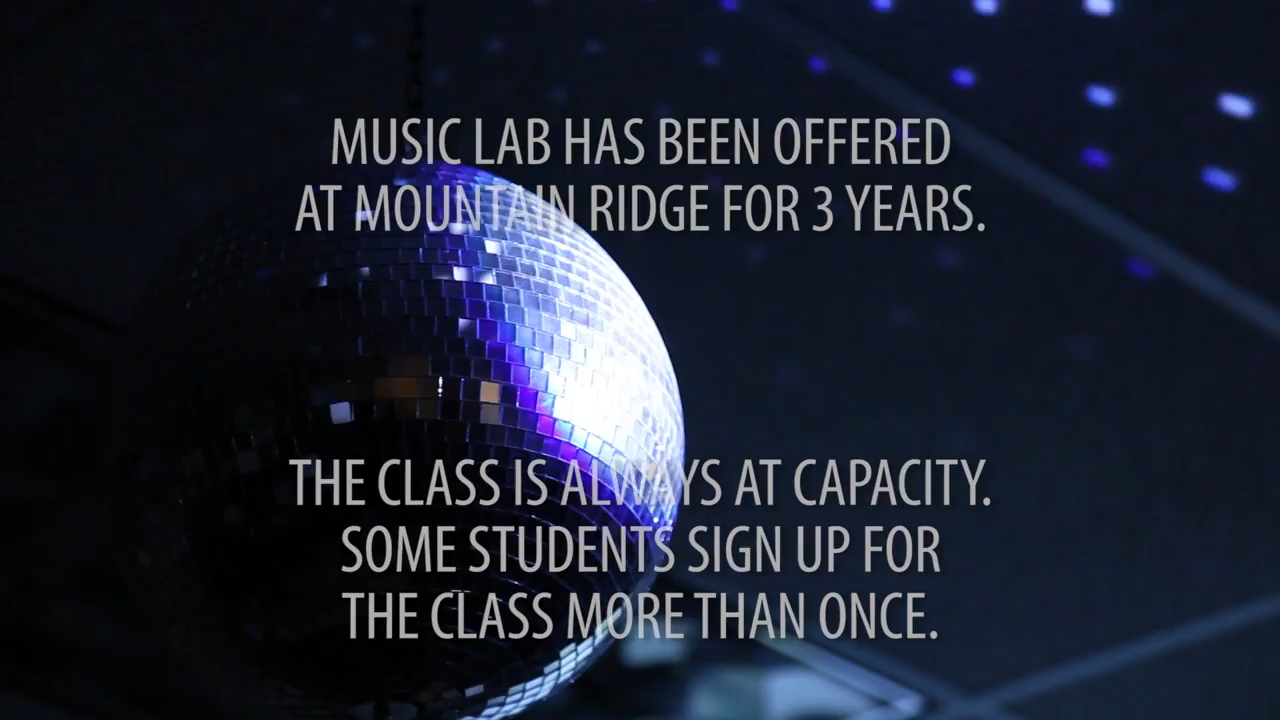 MUSIC LAB HAS BEEN OFFERED
AT MOUNTAIN RIDGE FOR 3 YEARS.
THE CLASS IS ALWAYS AT CAPACITY.
SOME STUDENTS SIGN UP FOR
THE CLASS MORE THAN ONCE.